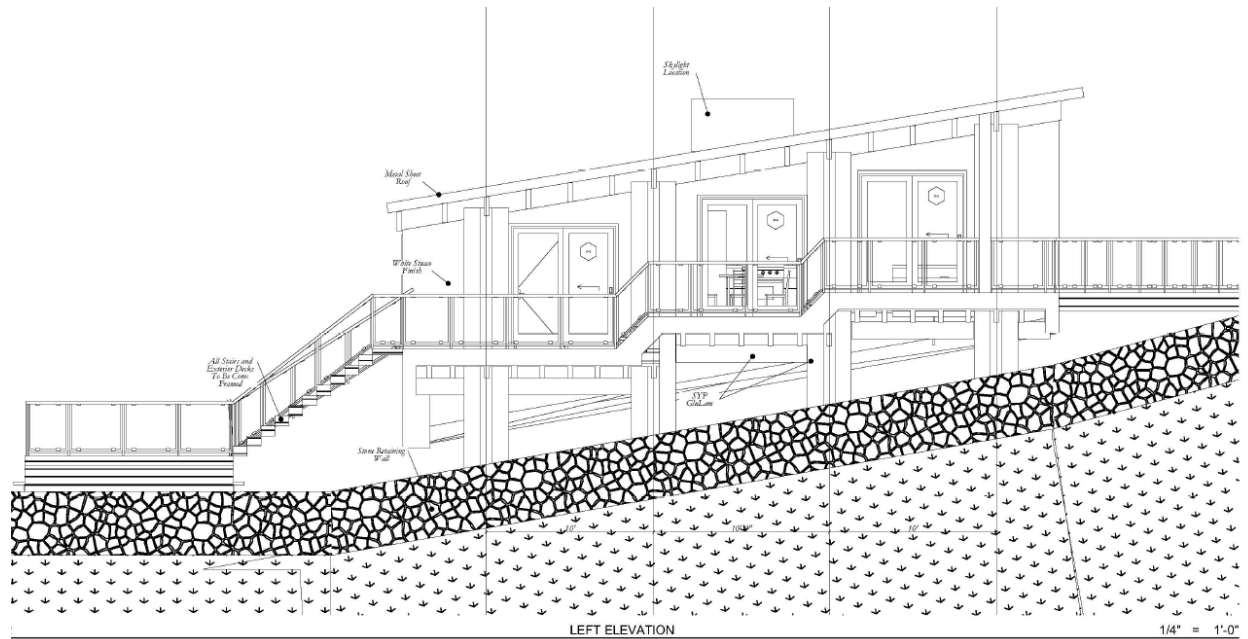 Skylight
Location
Metal Sheet
Roof
White Stucco
Finish
All Stairs and
Exterior Decks
To Be Conc.
Framed
SYP
GluLam
Stone Retaining
Wall
10'
10'
LEFT ELEVATION
1/4" = 1'-0"